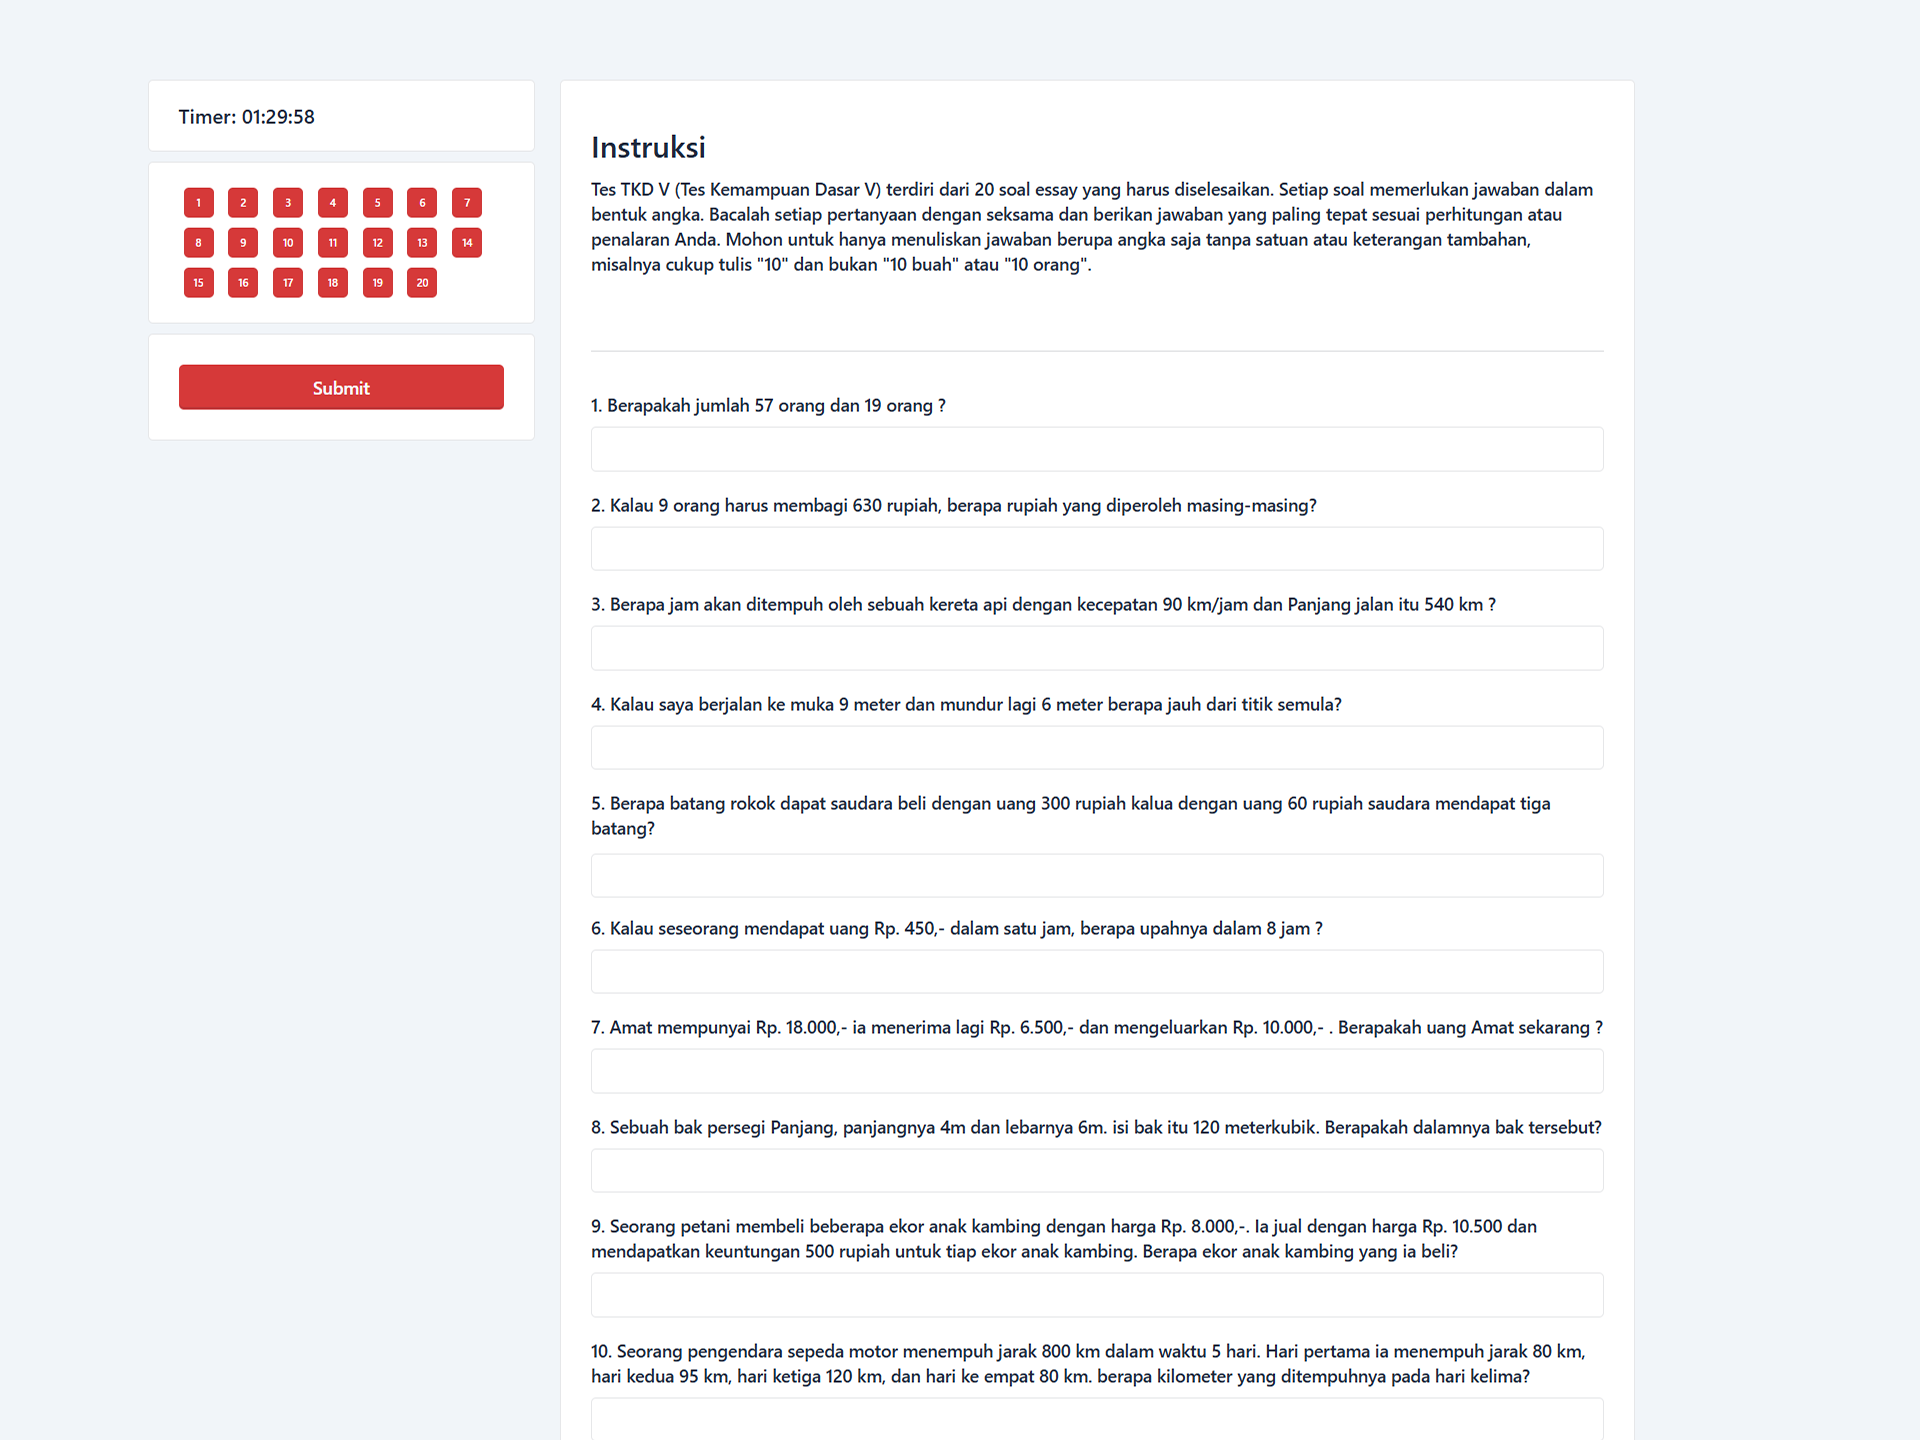 Timer: 01:29:58
1 2 3 4 5 6 7
8 9 10 11 12 13 14
15 16 17 18 19 20
Submit
Instruksi
Tes TKD V (Tes Kemampuan Dasar V) terdiri dari 20 soal essay yang harus diselesaikan. Setiap soal memerlukan jawaban dalam
bentuk angka. Bacalah setiap pertanyaan dengan seksama dan berikan jawaban yang paling tepat sesuai perhitungan atau
penalaran Anda. Mohon untuk hanya menuliskan jawaban berupa angka saja tanpa satuan atau keterangan tambahan,
misalnya cukup tulis "10" dan bukan "10 buah" atau "10 orang".
1. Berapakah jumlah 57 orang dan 19 orang ?
2. Kalau 9 orang harus membagi 630 rupiah, berapa rupiah yang diperoleh masing-masing?
3. Berapa jam akan ditempuh oleh sebuah kereta api dengan kecepatan 90 km/jam dan Panjang jalan itu 540 km ?
4. Kalau saya berjalan ke muka 9 meter dan mundur lagi 6 meter berapa jauh dari titik semula?
5. Berapa batang rokok dapat saudara beli dengan uang 300 rupiah kalua dengan uang 60 rupiah saudara mendapat tiga
batang?
6. Kalau seseorang mendapat uang Rp. 450,- dalam satu jam, berapa upahnya dalam 8 jam ?
7. Amat mempunyai Rp. 18.000,- ia menerima lagi Rp. 6.500,- dan mengeluarkan Rp. 10.000,- . Berapakah uang Amat sekarang ?
8. Sebuah bak persegi Panjang, panjangnya 4m dan lebarnya 6m. isi bak itu 120 meterkubik. Berapakah dalamnya bak tersebut?
9. Seorang petani membeli beberapa ekor anak kambing dengan harga Rp. 8.000,-. Ia jual dengan harga Rp. 10.500 dan
mendapatkan keuntungan 500 rupiah untuk tiap ekor anak kambing. Berapa ekor anak kambing yang ia beli?
10. Seorang pengendara sepeda motor menempuh jarak 800 km dalam waktu 5 hari. Hari pertama ia menempuh jarak 80 km,
hari kedua 95 km, hari ketiga 120 km, dan hari ke empat 80 km. berapa kilometer yang ditempuhnya pada hari kelima?